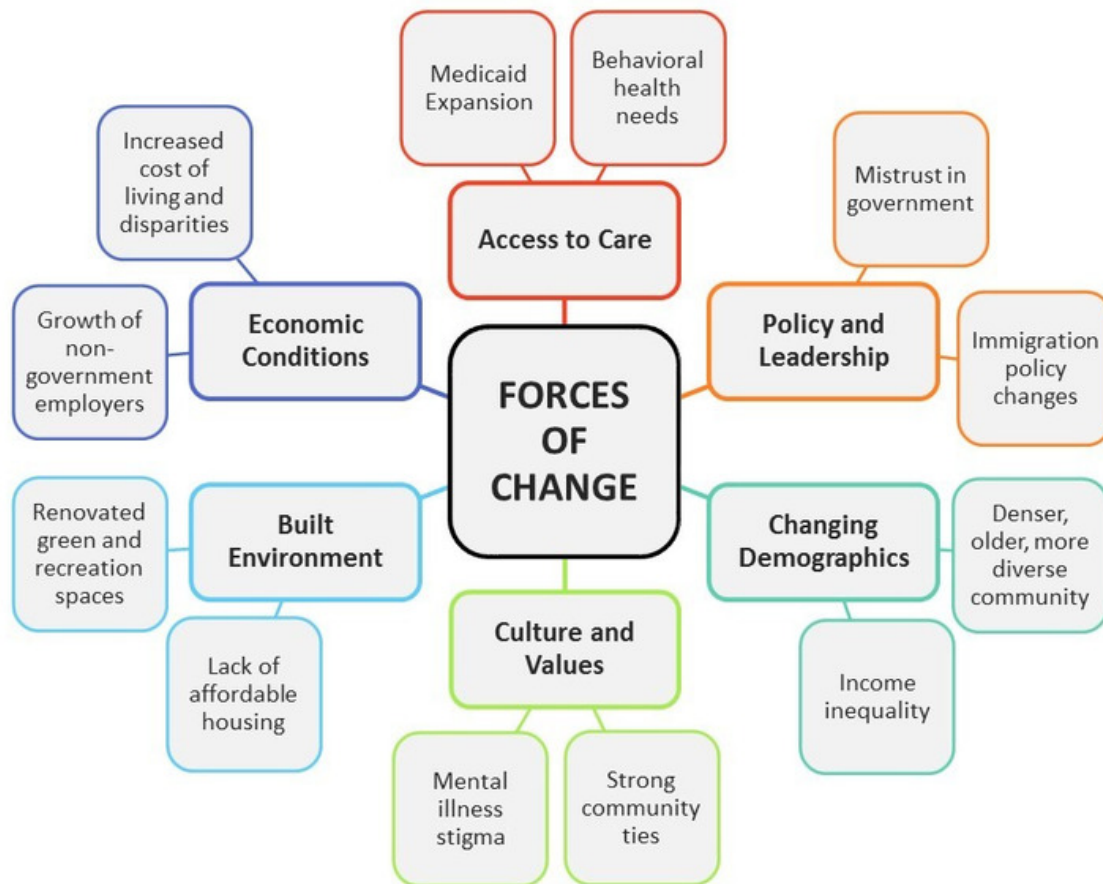 Medicaid
Expansion
Behavioral
health
needs
Access to Care
Mistrust in
government
Policy and
Leadership
Immigration
policy
changes
Denser,
older, more
diverse
community
Changing
Demographics
Income
inequality
Culture and
Values
Strong
community
ties
Mental
illness
stigma
Built
Environment
Lack of
affordable
housing
Renovated
green and
recreation
spaces
Economic
Conditions
Growth of
non-
government
employers
Increased
cost of
living and
disparities
FORCES
OF
CHANGE